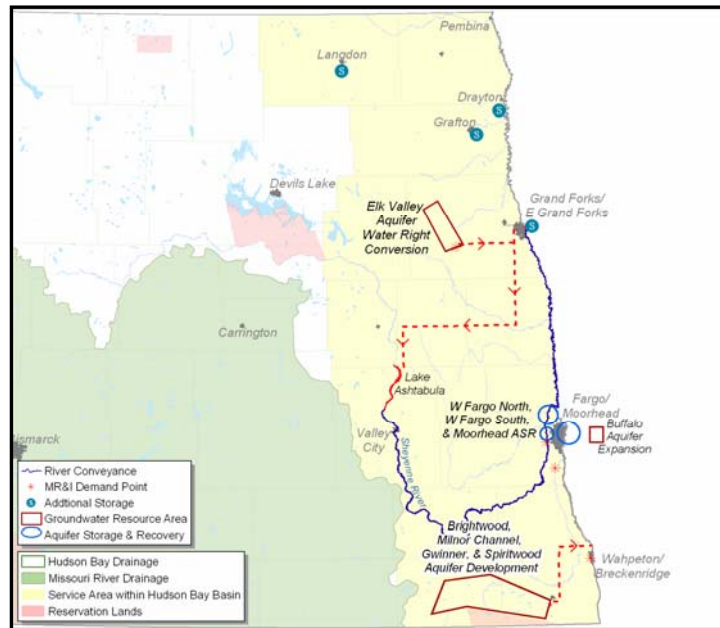 Pembina
Langdon
S
Drayton
S
Grafton
S
Devils Lake
Grand Forks/
E Grand Forks
S
Elk Valley
Aquifer
Water Right
Conversion
Carrington
Lake
Ashtabula
W Fargo North,
W Fargo South,
& Moorhead ASR
Fargo/
Moorhead
Buffalo
Aquifer
Expansion
Valley
City
Sheyenne River
Bismarck
Brightwood,
Milnor Channel,
Gwinner, & Spiritwood
Aquifer Development
Wahpeton/
Breckenridge
River Conveyance
MR&I Demand Point
S Addtional Storage
Groundwater Resource Area
Aquifer Storage & Recovery
Hudson Bay Drainage
Missouri River Drainage
Service Area within Hudson Bay Basin
Reservation Lands